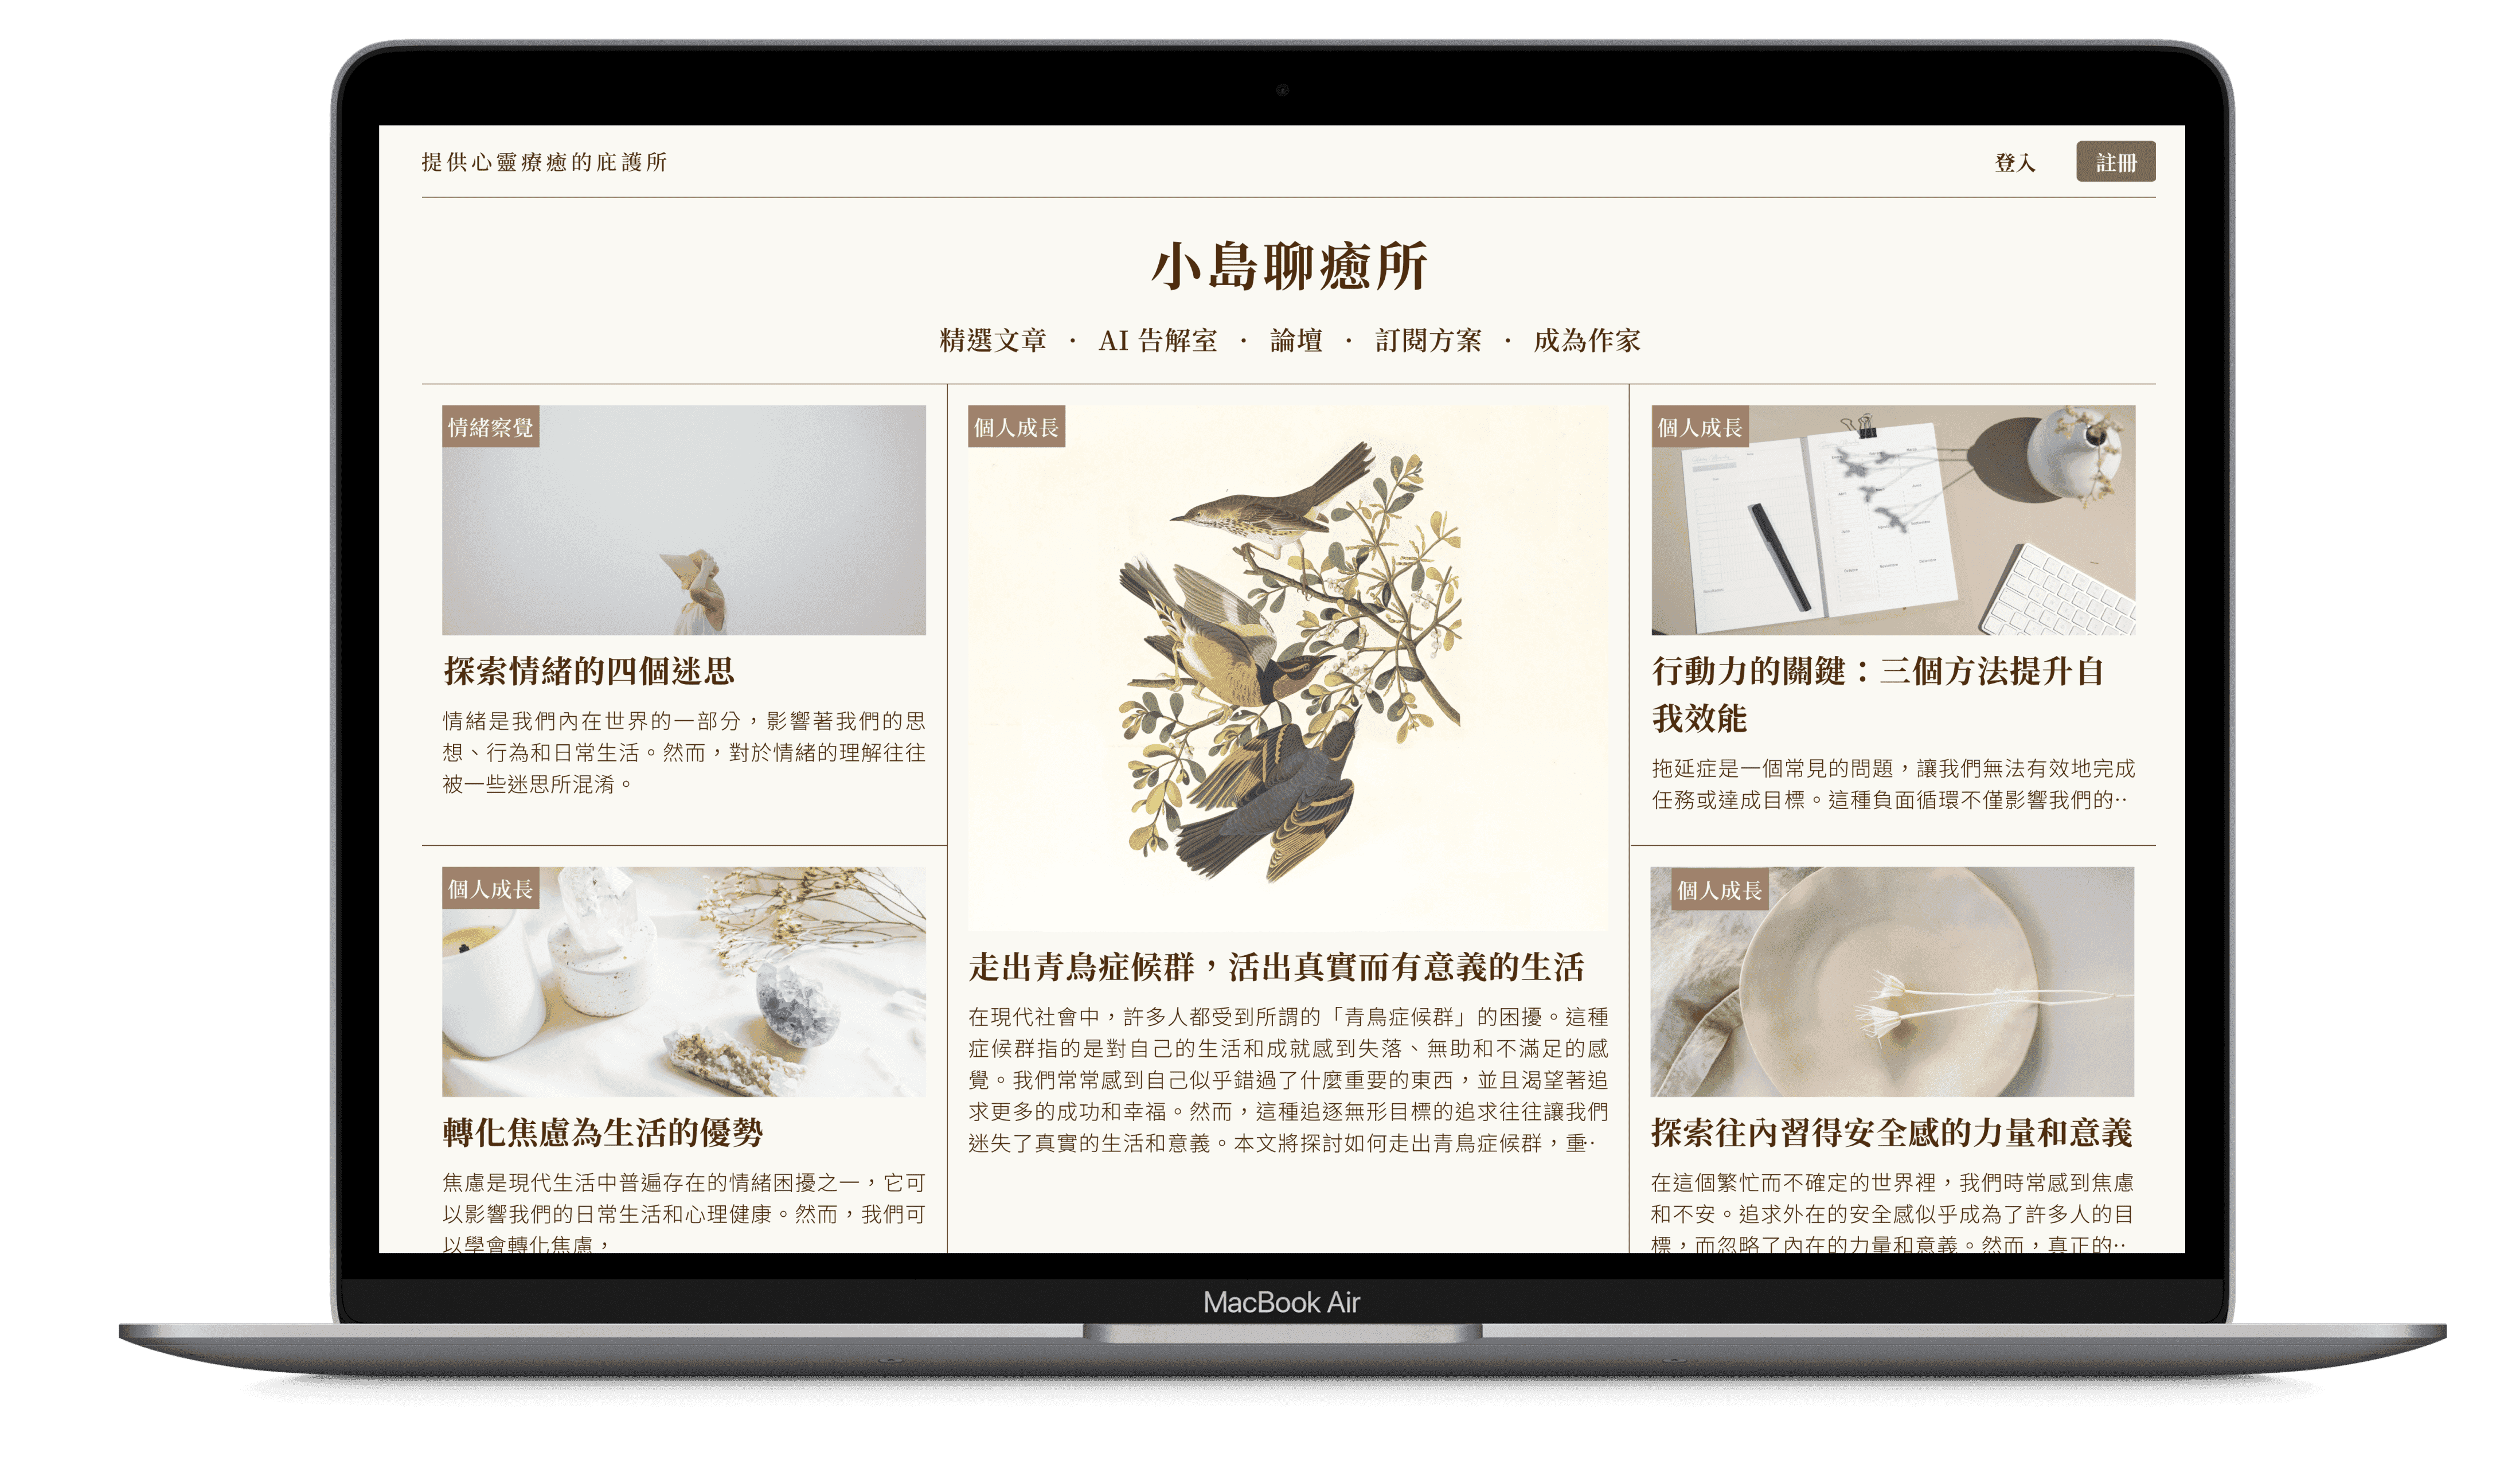 提供心靈療癒的庇護所
登入
註冊
小島聊癒所
精選文章 · AI 告解室 · 論壇 · 訂閱方案 · 成為作家
情緒察覺
探索情緒的四個迷思
情緒是我們內在世界的一部分，影響著我們的思
想、行為和日常生活。然而，對於情緒的理解往往
被一些迷思所混淆。
個人成長
轉化焦慮為生活的優勢
焦慮是現代生活中普遍存在的情緒困擾之一，它可
以影響我們的日常生活和心理健康。然而，我們可
以學會轉化焦慮，
個人成長
走出青鳥症候群，活出真實而有意義的生活
在現代社會中，許多人都受到所謂的「青鳥症候群」的困擾。這種
症候群指的是對自己的生活和成就感到失落、無助和不滿足的感
覺。我們常常感到自己似乎錯過了什麼重要的東西，並且渴望著追
求更多的成功和幸福。然而，這種追逐無形目標的追求往往讓我們
迷失了真實的生活和意義。本文將探討如何走出青鳥症候群，重··
個人成長
行動力的關鍵：三個方法提升自
我效能
拖延症是一個常見的問題，讓我們無法有效地完成
任務或達成目標。這種負面循環不僅影響我們的··
個人成長
探索往內習得安全感的力量和意義
在這個繁忙而不確定的世界裡，我們時常感到焦慮
和不安。追求外在的安全感似乎成為了許多人的目
標，而忽略了內在的力量和意義。然而，真正的··
MacBook Air